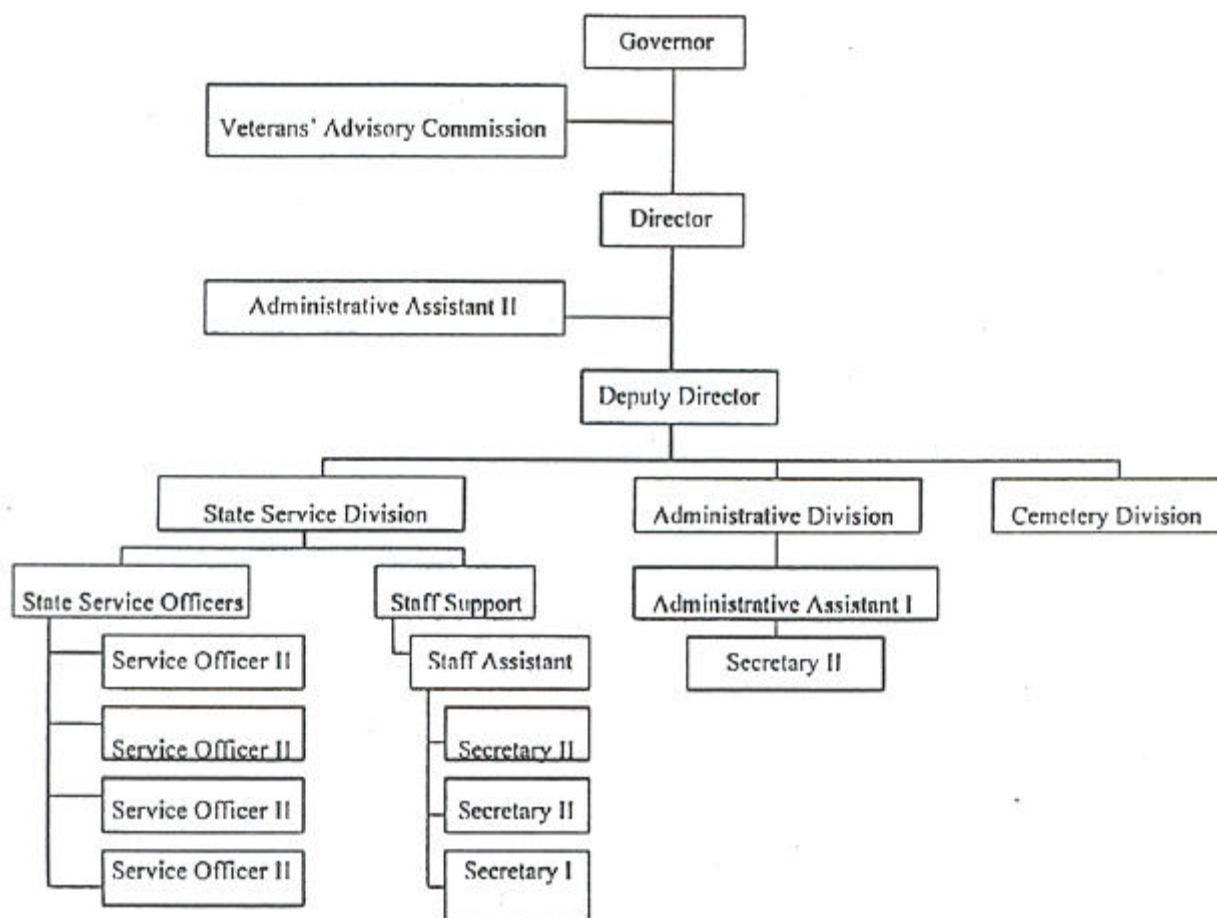 Governor
Veterans' Advisory Commission
Director
Administrative Assistant II
Deputy Director
State Service Division
Administrative Division
Cemetery Division
State Service Officers
Staff Support
Administrative Assistant I
Service Officer II
Staff Assistant
Secretary II
Service Officer II
Secretary II
Service Officer II
Secretary II
Service Officer II
Secretary I